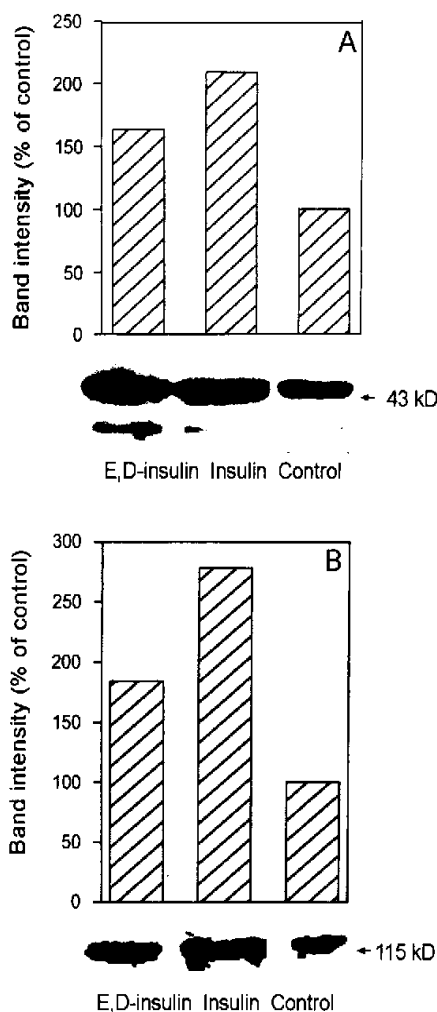 A
Band intensity (% of control)
250
200
150
100
50
0
← 43 kD
E,D-insulin Insulin Control
B
Band intensity (% of control)
300
250
200
150
100
50
0
← 115 kD
E,D-insulin Insulin Control